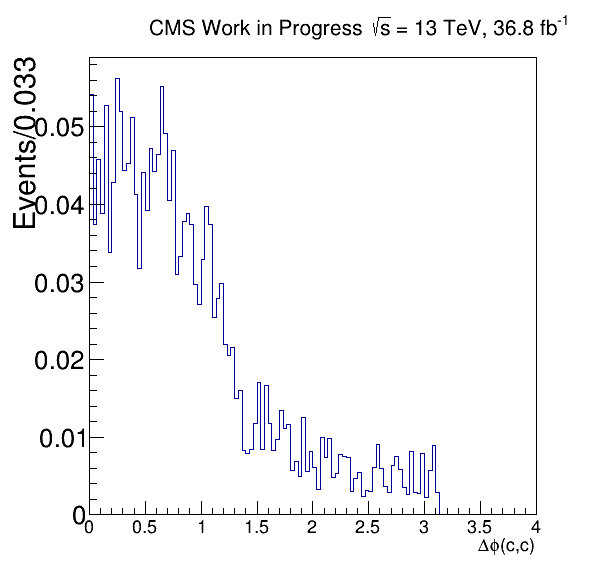 CMS Work in Progress √s = 13 TeV, 36.8 fb⁻¹
Events/0.033
0.05
0.04
0.03
0.02
0.01
0
0 0.5 1 1.5 2 2.5 3 3.5 4
Δϕ(c,c)